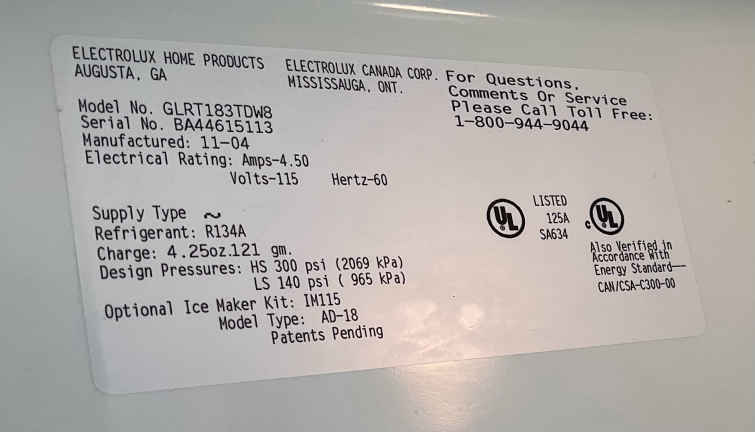 ELECTROLUX HOME PRODUCTS
AUGUSTA, GA
ELECTROLUX CANADA CORP.
MISSISSAUGA, ONT.
For Questions,
Comments Or Service
Please Call Toll Free:
1-800-944-9044
Model No. GLRT183TDW8
Serial No. BA44615113
Manufactured: 11-04
Electrical Rating: Amps-4.50
Volts-115 Hertz-60
Supply Type ~
Refrigerant: R134A
Charge: 4.25oz.121 gm.
Design Pressures: HS 300 psi (2069 kPa)
LS 140 psi ( 965 kPa)
Optional Ice Maker Kit: IM115
Model Type: AD-18
Patents Pending
UL
LISTED
125A
SA634
c UL
Also Verified in
Accordance With
Energy Standard
CAN/CSA-C300-00